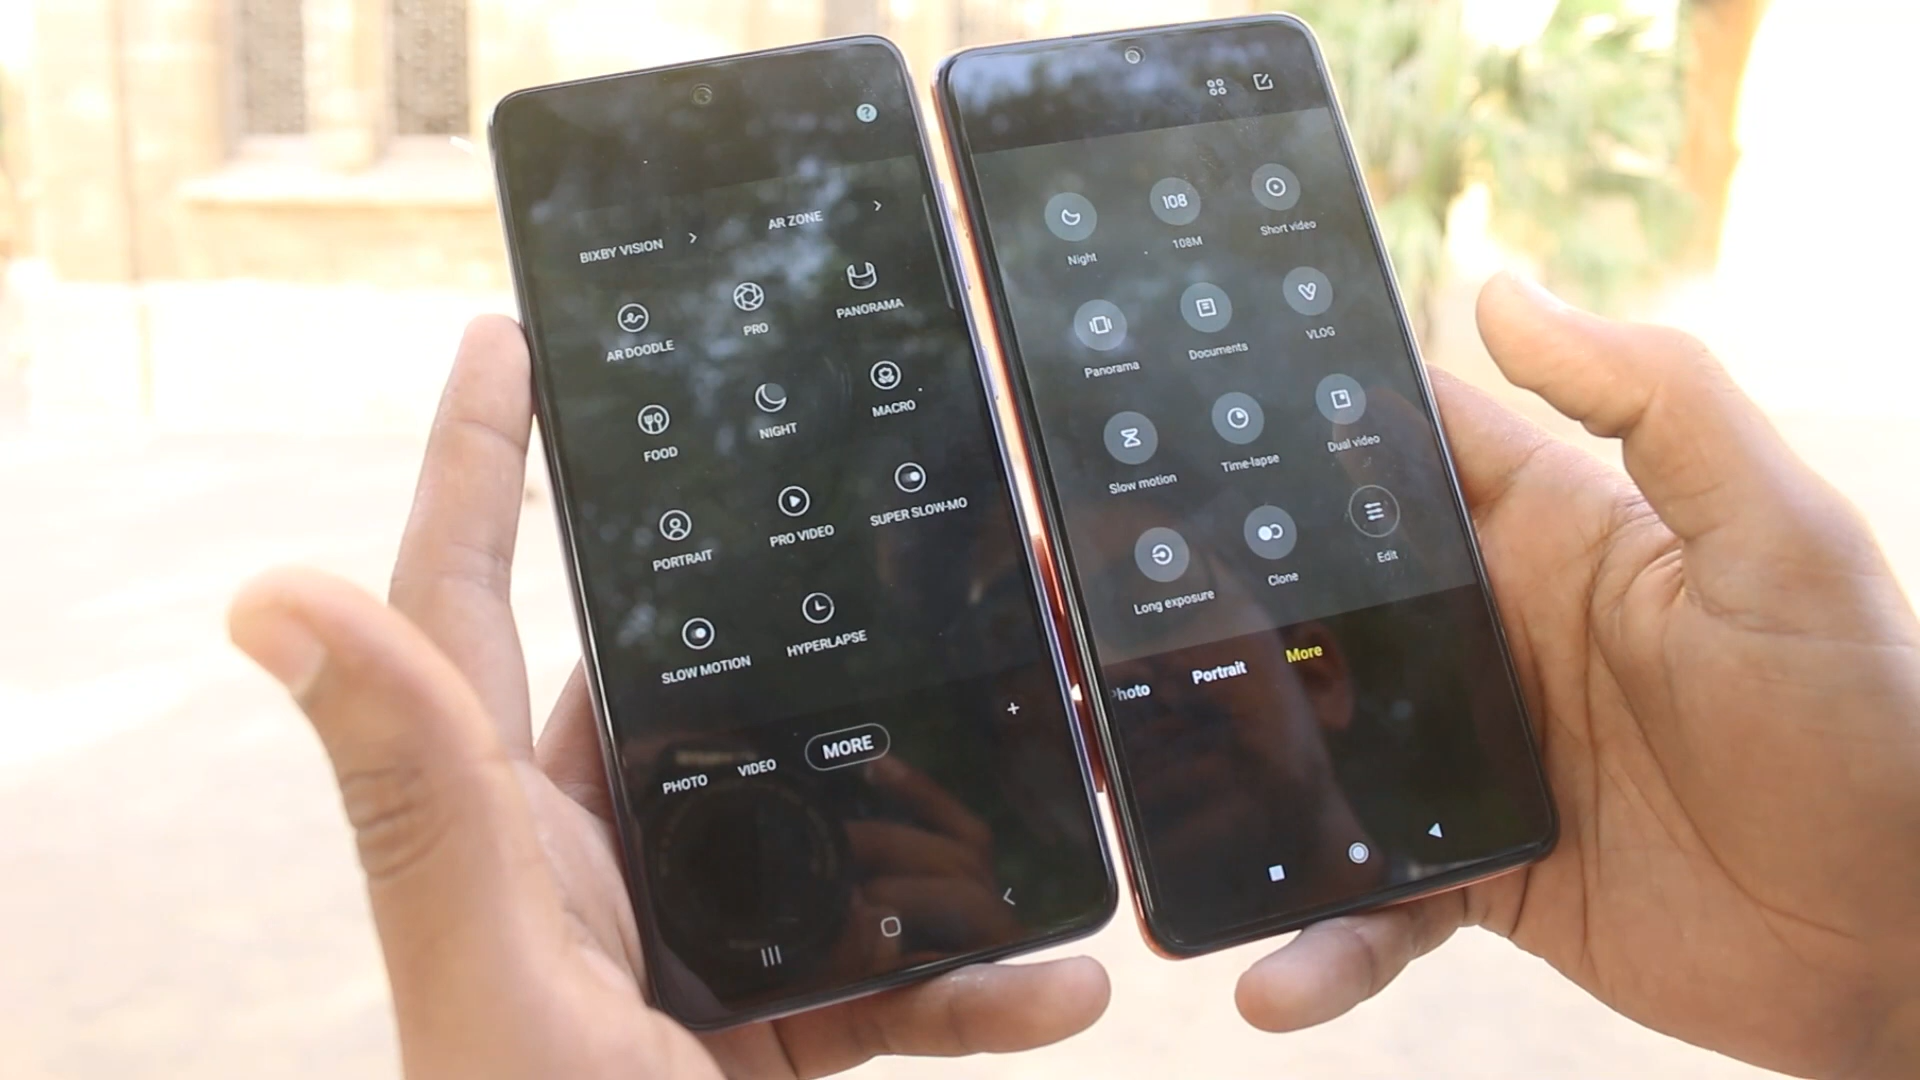 BIXBY VISION
AR ZONE
AR DOODLE
PRO
PANORAMA
FOOD
NIGHT
MACRO
PORTRAIT
PRO VIDEO
SUPER SLOW-MO
SLOW MOTION
HYPERLAPSE
PHOTO
VIDEO
MORE
?
108
Night
108M
Short video
Panorama
Documents
VLOG
Slow motion
Time-lapse
Dual video
Long exposure
Clone
Edit
hoto
Portrait
More